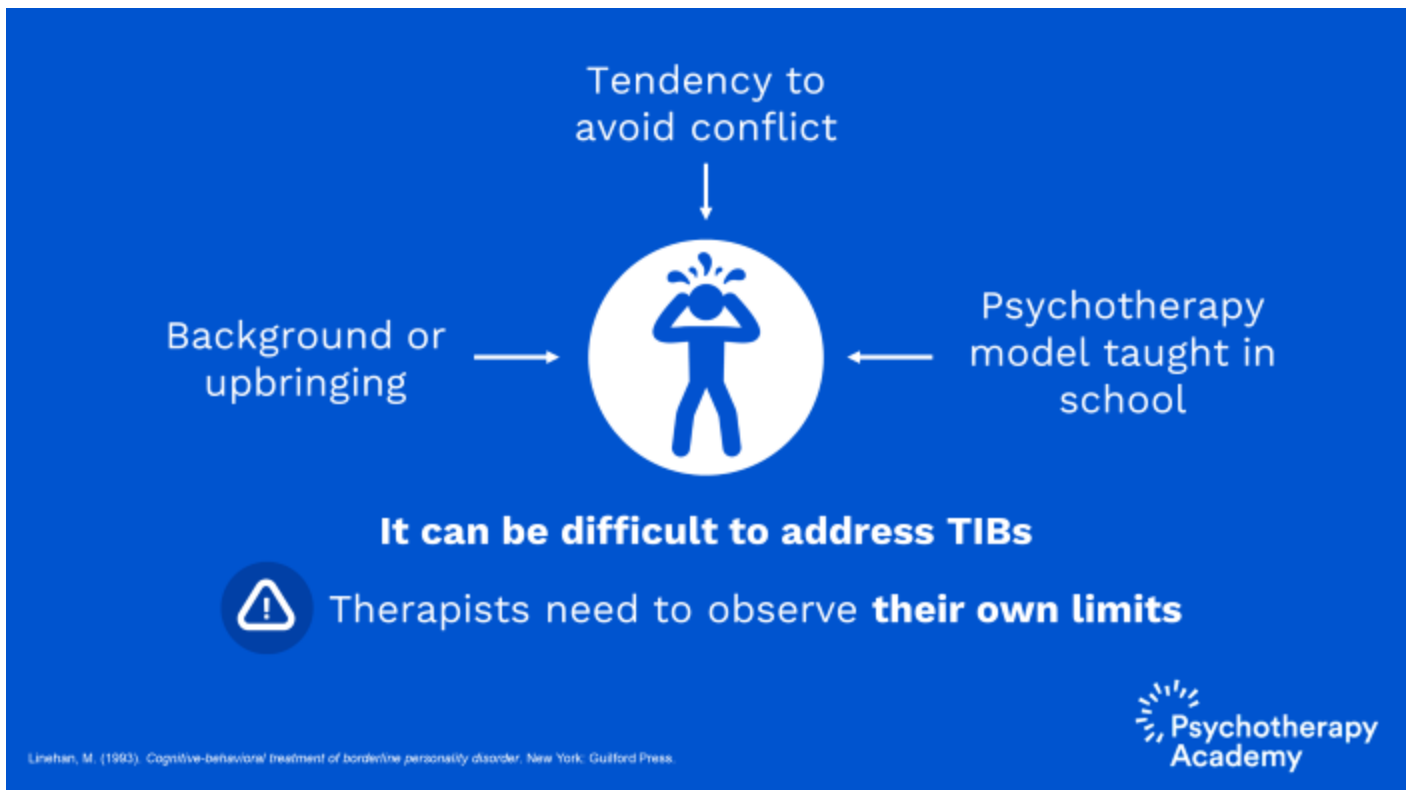 Tendency to
avoid conflict
Background or
upbringing
Psychotherapy
model taught in
school
It can be difficult to address TIBs
Therapists need to observe their own limits
Linehan, M. (1993). Cognitive-behavioral treatment of borderline personality disorder. New York: Guilford Press.
Psychotherapy
Academy